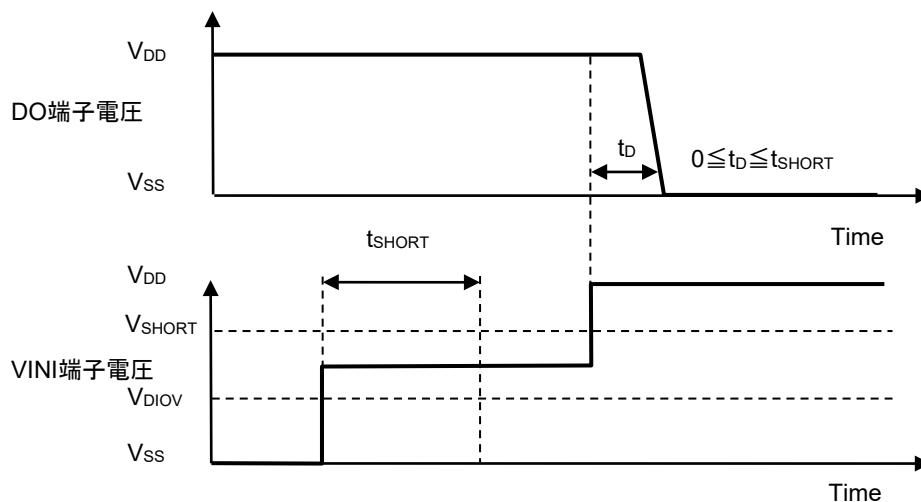 VDD
DO端子電圧
tD
0≦tD≦tSHORT
VSS
Time
tSHORT
VDD
VSHORT
VINI端子電圧
VDIOV
VSS
Time